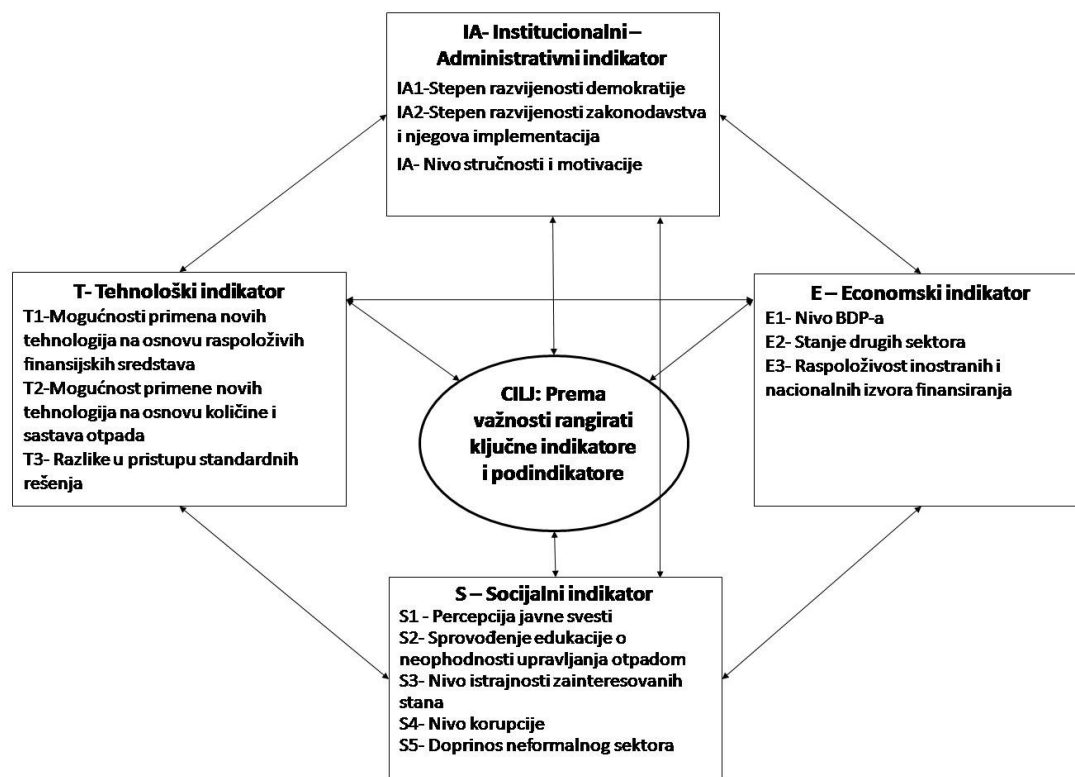 IA- Institucionalni –
Administrativni indikator
IA1-Stepen razvijenosti demokratije
IA2-Stepen razvijenosti zakonodavstva
i njegova implementacija
IA- Nivo stručnosti i motivacije
T- Tehnološki indikator
T1-Mogućnosti primena novih
tehnologija na osnovu raspoloživih
finansijskih sredstava
T2-Mogućnost primene novih
tehnologija na osnovu količine i
sastava otpada
T3- Razlike u pristupu standardnih
rešenja
E – Economski indikator
E1- Nivo BDP-a
E2- Stanje drugih sektora
E3- Raspoloživost inostranih i
nacionalnih izvora finansiranja
CILJ: Prema
važnosti rangirati
ključne indikatore
i podindikatore
S – Socijalni indikator
S1 - Percepcija javne svesti
S2- Sprovođenje edukacije o
neophodnosti upravljanja otpadom
S3- Nivo istrajnosti zainteresovanih
stana
S4- Nivo korupcije
S5- Doprinos neformalnog sektora